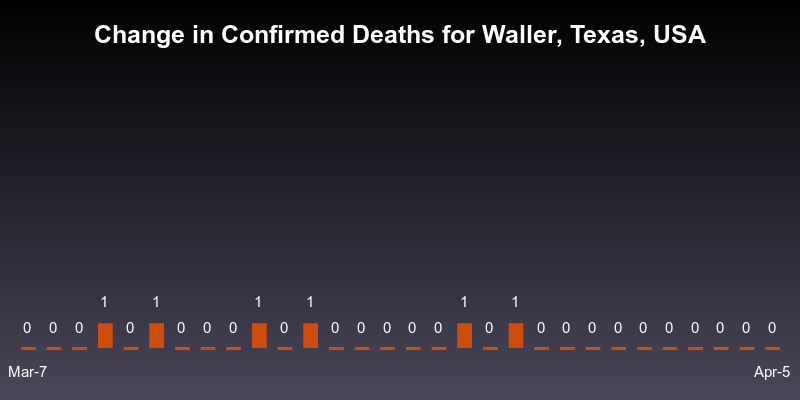 Change in Confirmed Deaths for Waller, Texas, USA
1 1 1 1 1 1
0 0 0 0 0 0 0 0 0 0 0 0 0 0 0 0 0 0 0 0 0 0 0 0
Mar-7 Apr-5